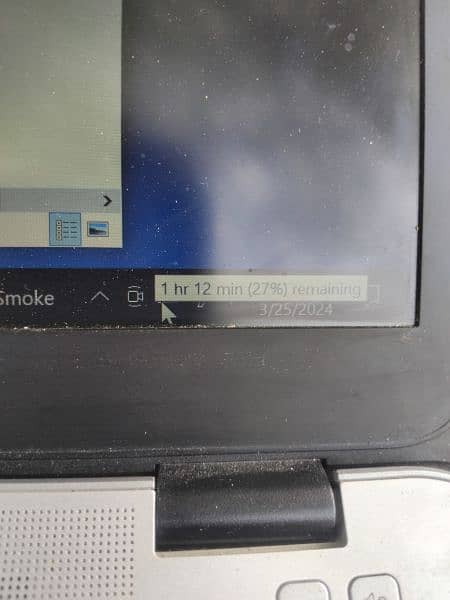 Smoke
1 hr 12 min (27%) remaining
3/25/2024